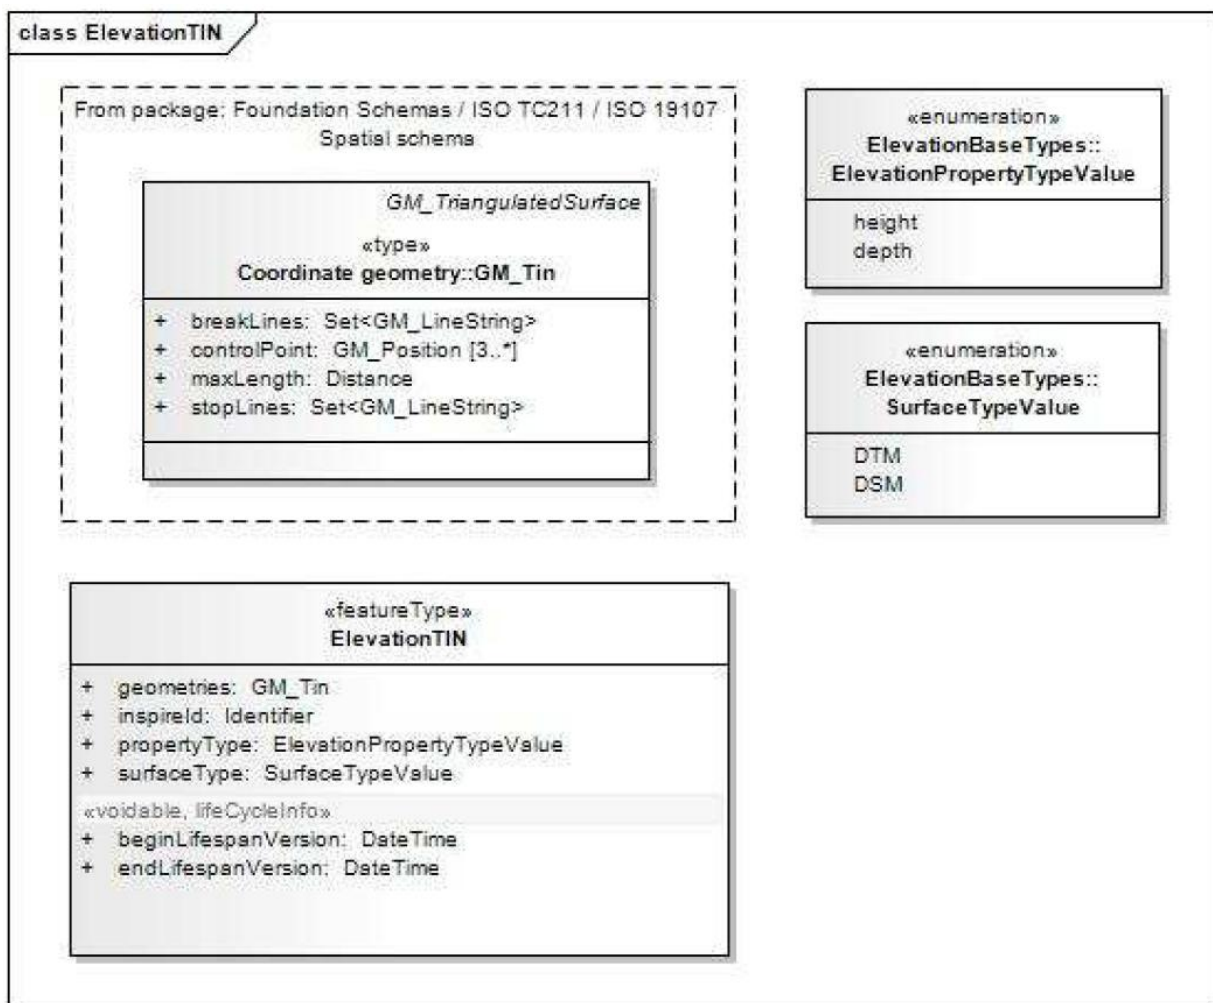 class ElevationTIN
From package: Foundation Schemas / ISO TC211 / ISO 19107
Spatial schema
GM_TriangulatedSurface
«type»
Coordinate geometry::GM_Tin
+ breakLines: Set<GM_LineString>
+ controlPoint: GM_Position [3..*]
+ maxLength: Distance
+ stopLines: Set<GM_LineString>
«enumeration»
ElevationBaseTypes::
ElevationPropertyTypeValue
height
depth
«enumeration»
ElevationBaseTypes::
SurfaceTypeValue
DTM
DSM
«featureType»
ElevationTIN
+ geometries: GM_Tin
+ inspireId: Identifier
+ propertyType: ElevationPropertyTypeValue
+ surfaceType: SurfaceTypeValue
«voidable, lifeCycleInfo»
+ beginLifespanVersion: DateTime
+ endLifespanVersion: DateTime